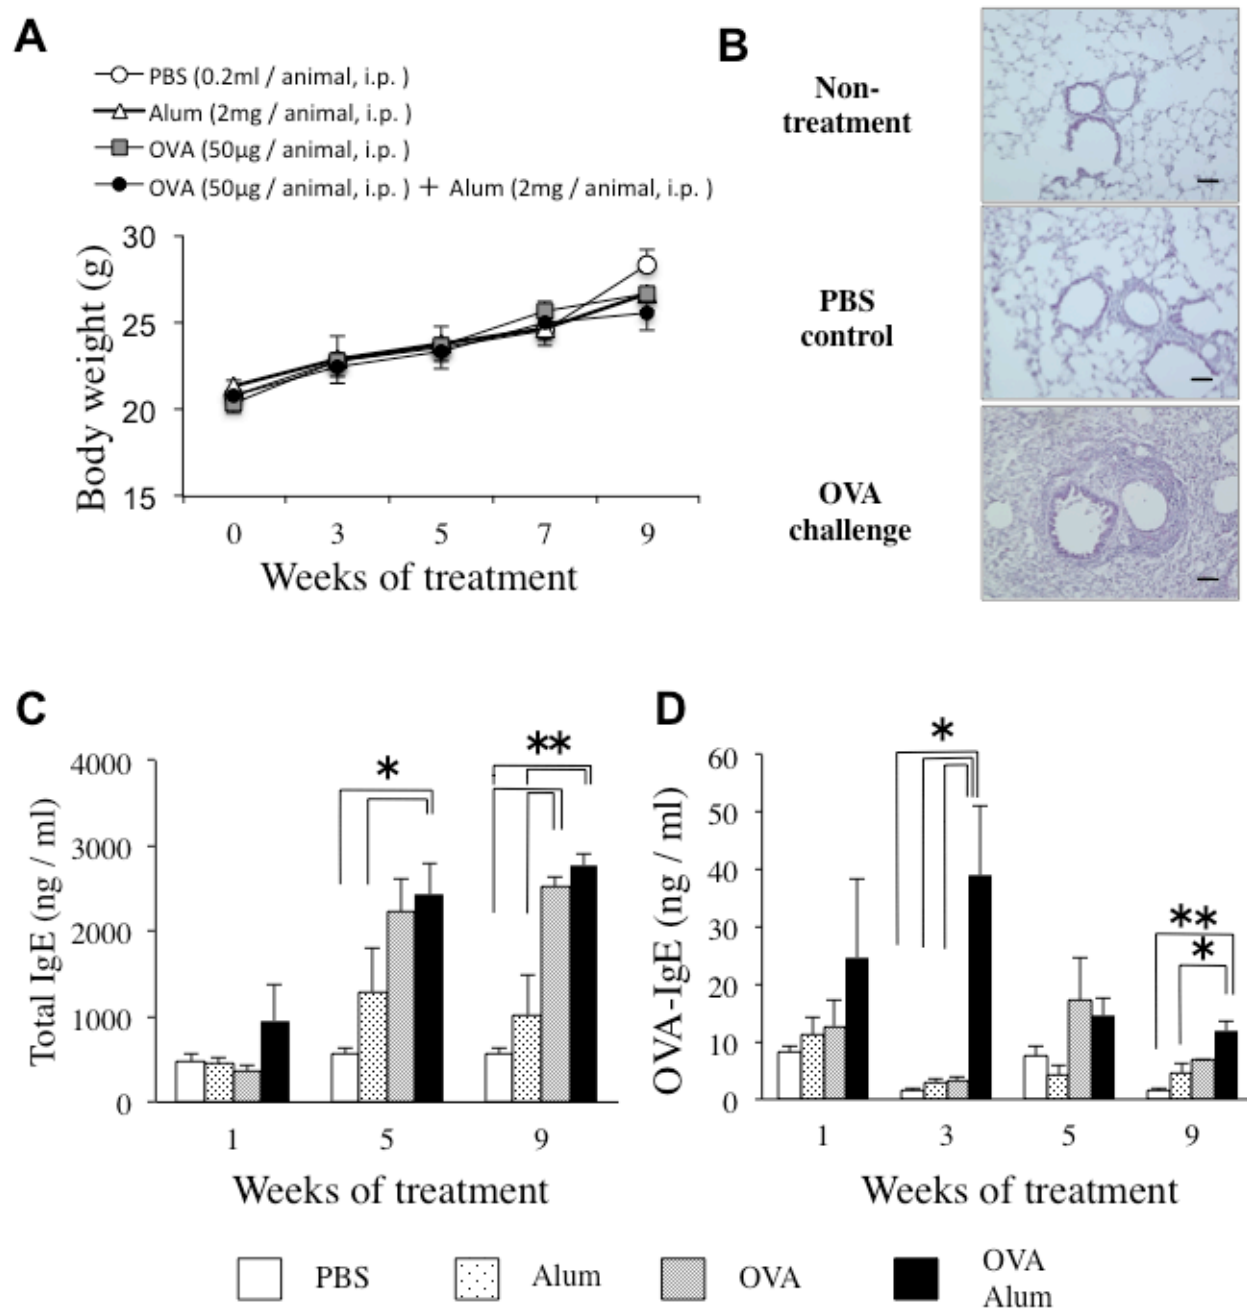 A
PBS (0.2ml / animal, i.p. )
Alum (2mg / animal, i.p. )
OVA (50µg / animal, i.p. )
OVA (50µg / animal, i.p. ) + Alum (2mg / animal, i.p. )
Body weight (g)
30
25
20
15
0 3 5 7 9
Weeks of treatment
B
Non-
treatment
PBS
control
OVA
challenge
C
Total IgE (ng / ml)
4000
3000
2000
1000
0
*
**
1 5 9
Weeks of treatment
D
OVA-IgE (ng / ml)
60
50
40
30
20
10
0
*
**
*
1 3 5 9
Weeks of treatment
PBS
Alum
OVA
OVA
Alum